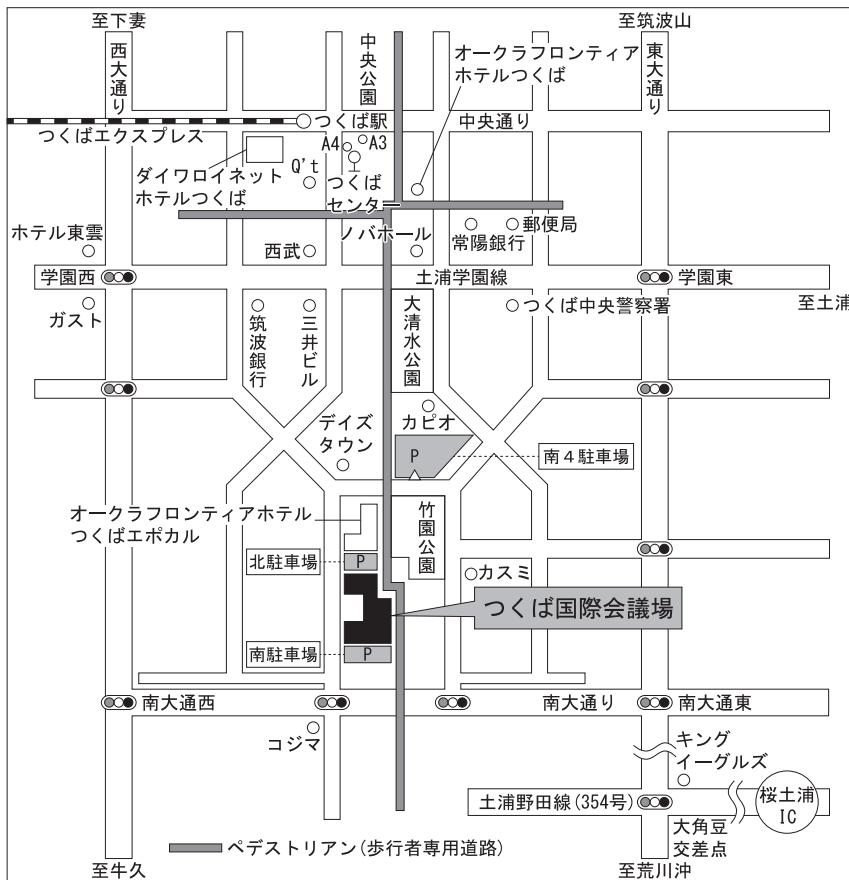 至下妻
至筑波山
西大通り
中央公園
オークラフロンティア
ホテルつくば
東大通り
つくばエクスプレス
つくば駅
中央通り
A4
A3
ダイワロイネット
ホテルつくば
Q't
つくば
センター
ホテル東雲
西武
ノバホール
常陽銀行
郵便局
学園西
土浦学園線
学園東
至土浦
ガスト
筑波銀行
三井ビル
大清水公園
つくば中央警察署
デイズ
タウン
カピオ
P
南4駐車場
オークラフロンティアホテル
つくばエポカル
竹園公園
北駐車場
P
カスミ
つくば国際会議場
南駐車場
P
南大通西
南大通り
南大通東
コジマ
キング
イーグルズ
土浦野田線(354号)
桜土浦
IC
大角豆
交差点
ペデストリアン(歩行者専用道路)
至牛久
至荒川沖